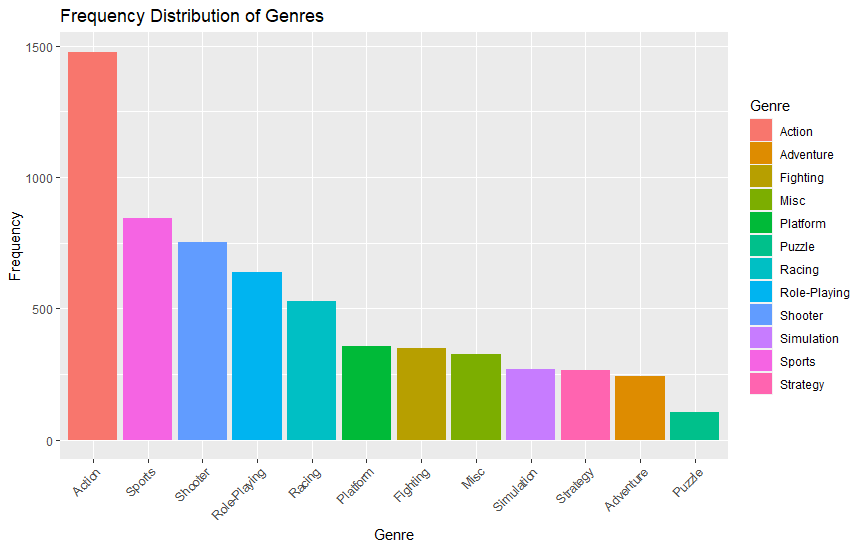 Frequency Distribution of Genres
1500
1000
500
0
Frequency
Action
Sports
Shooter
Role-Playing
Racing
Platform
Fighting
Misc
Simulation
Strategy
Adventure
Puzzle
Genre
Genre
Action
Adventure
Fighting
Misc
Platform
Puzzle
Racing
Role-Playing
Shooter
Simulation
Sports
Strategy